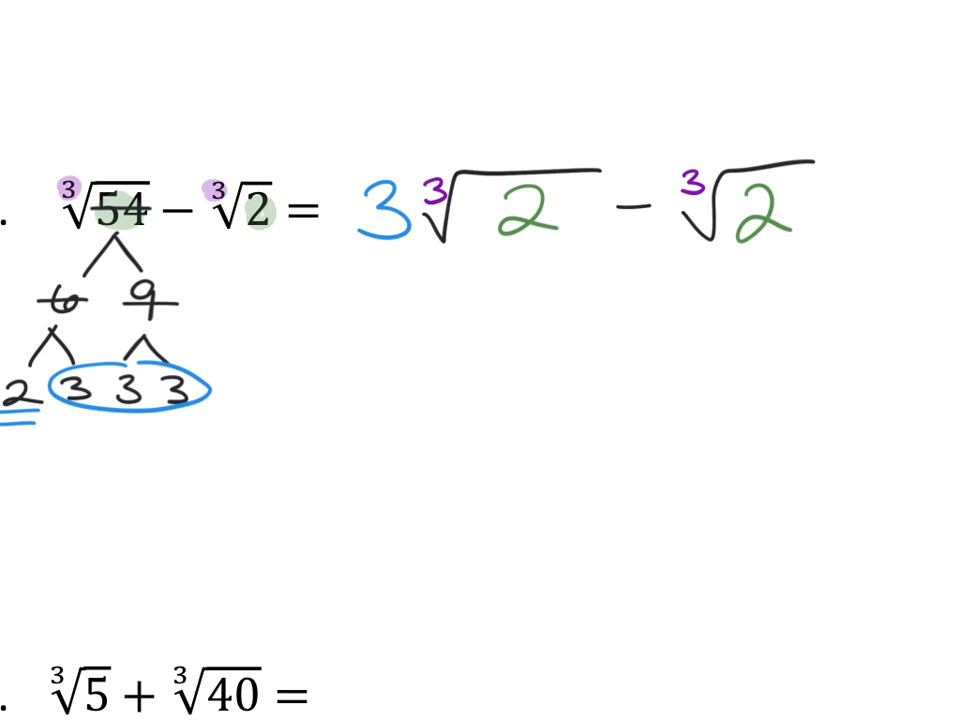 . ∛54 − ∛2 = 3∛2 − ∛2
6 9
2 3 3 3
. ∛5 + ∛40 =